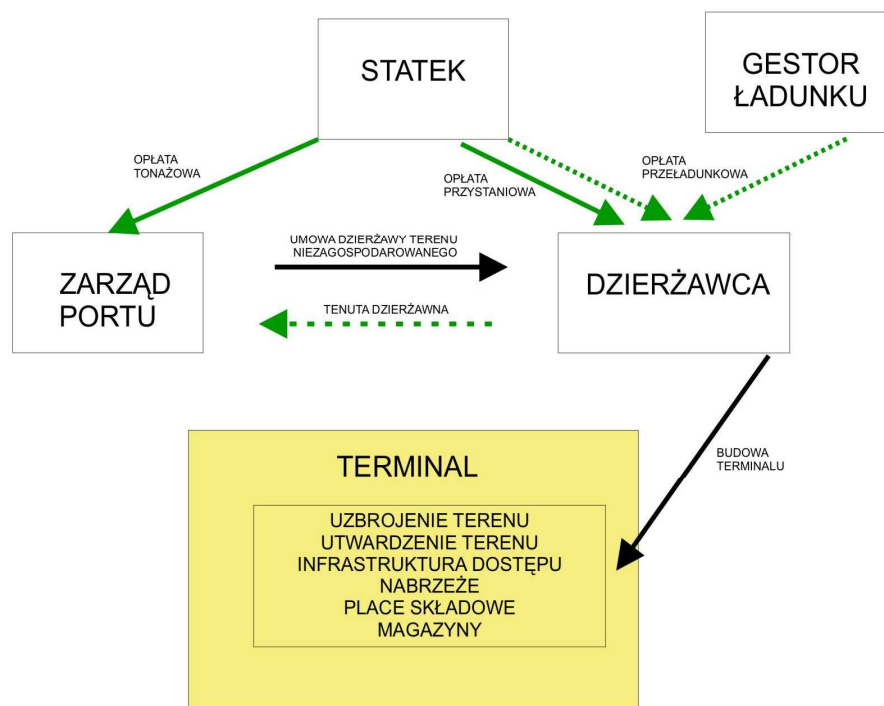 STATEK
GESTOR
ŁADUNKU
OPŁATA
TONAŻOWA
OPŁATA
PRZYSTANIOWA
OPŁATA
PRZEŁADUNKOWA
ZARZĄD
PORTU
UMOWA DZIERŻAWY TERENU
NIEZAGOSPODAROWANEGO
TENUTA DZIERŻAWNA
DZIERŻAWCA
BUDOWA
TERMINALU
TERMINAL
UZBROJENIE TERENU
UTWARDZENIE TERENU
INFRASTRUKTURA DOSTĘPU
NABRZEŻE
PLACE SKŁADOWE
MAGAZYNY